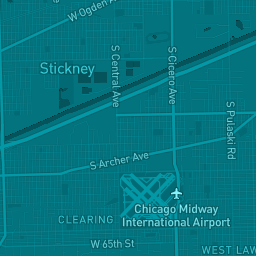 W Ogden A
Stickney
S Central Ave
S Cicero Ave
S Pulaski Rd
S Archer Ave
Chicago Midway
International Airport
CLEARING
W 65th St
WEST LAW